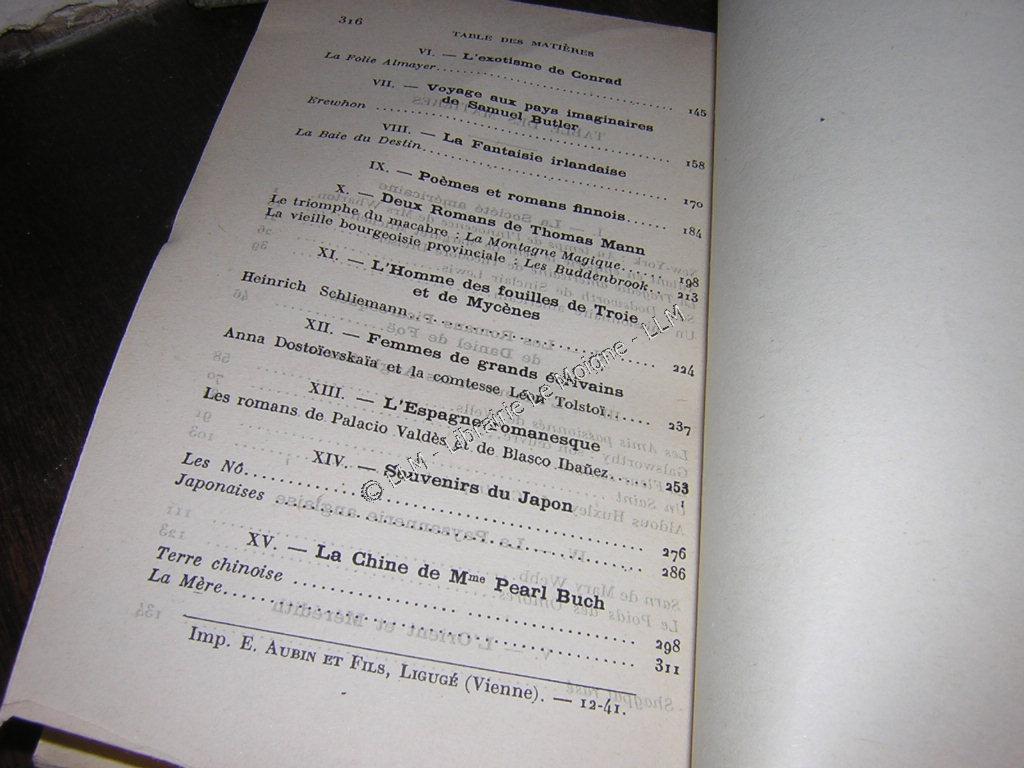 316
TABLE DES MATIÈRES
VI. — L'exotisme de Conrad
La Folie Almayer. 145
VII. — Voyage aux pays imaginaires
de Samuel Butler
Erewhon 158
VIII. — La Fantaisie irlandaise
La Baie du Destin. 170
IX. — Poèmes et romans finnois. 184
X. — Deux Romans de Thomas Mann
Le triomphe du macabre : La Montagne Magique. 198
La vieille bourgeoisie provinciale : Les Buddenbrook. 213
XI. — L'Homme des fouilles de Troie
et de Mycènes
Heinrich Schliemann. 224
XII. — Femmes de grands écrivains
Anna Dostoïevskaïa et la comtesse Léon Tolstoï. 237
XIII. — L'Espagne romanesque
Les romans de Palacio Valdès et de Blasco Ibañez. 253
XIV. — Souvenirs du Japon
Les Nô. 276
Japonaises 286
XV. — La Chine de Mme Pearl Buch
Terre chinoise 298
La Mère. 311
Imp. E. AUBIN ET FILS, LIGUGÉ (Vienne). — 12-41.
© LLM - Librairie Le Moigne - LLM